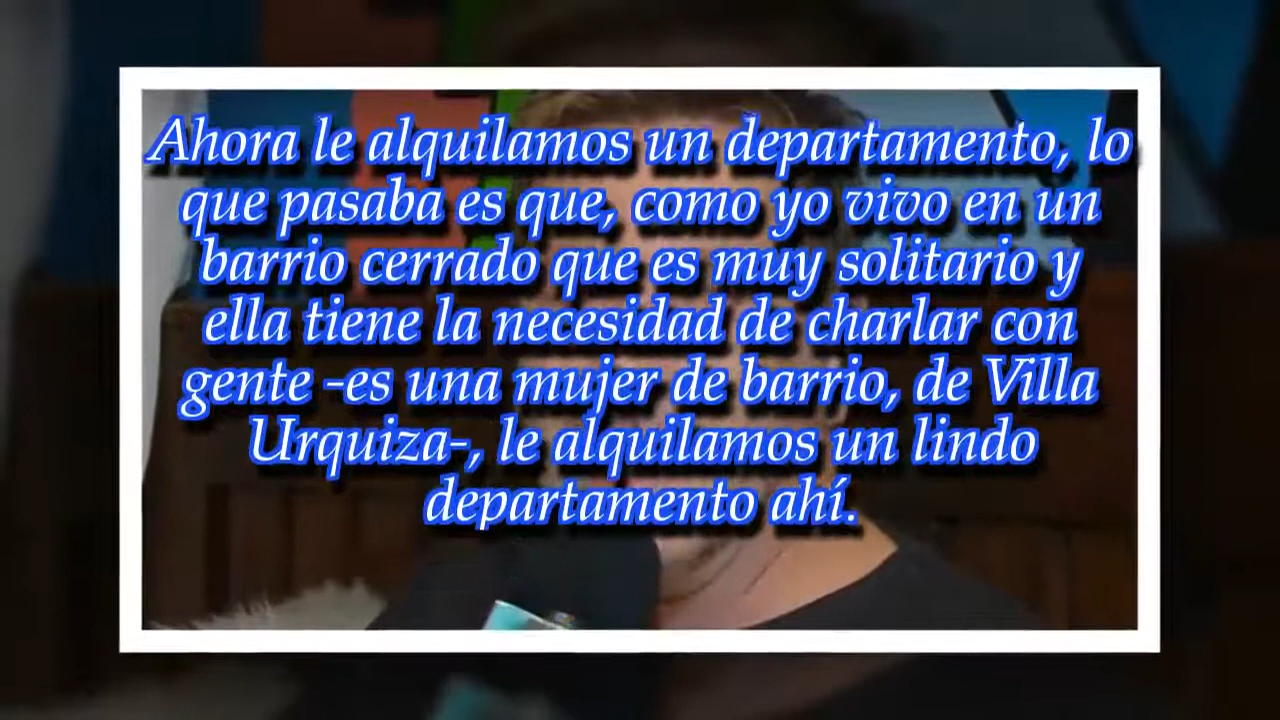 Ahora le alquilamos un departamento, lo
que pasaba es que, como yo vivo en un
barrio cerrado que es muy solitario y
ella tiene la necesidad de charlar con
gente -es una mujer de barrio, de Villa
Urquiza-, le alquilamos un lindo
departamento ahí.